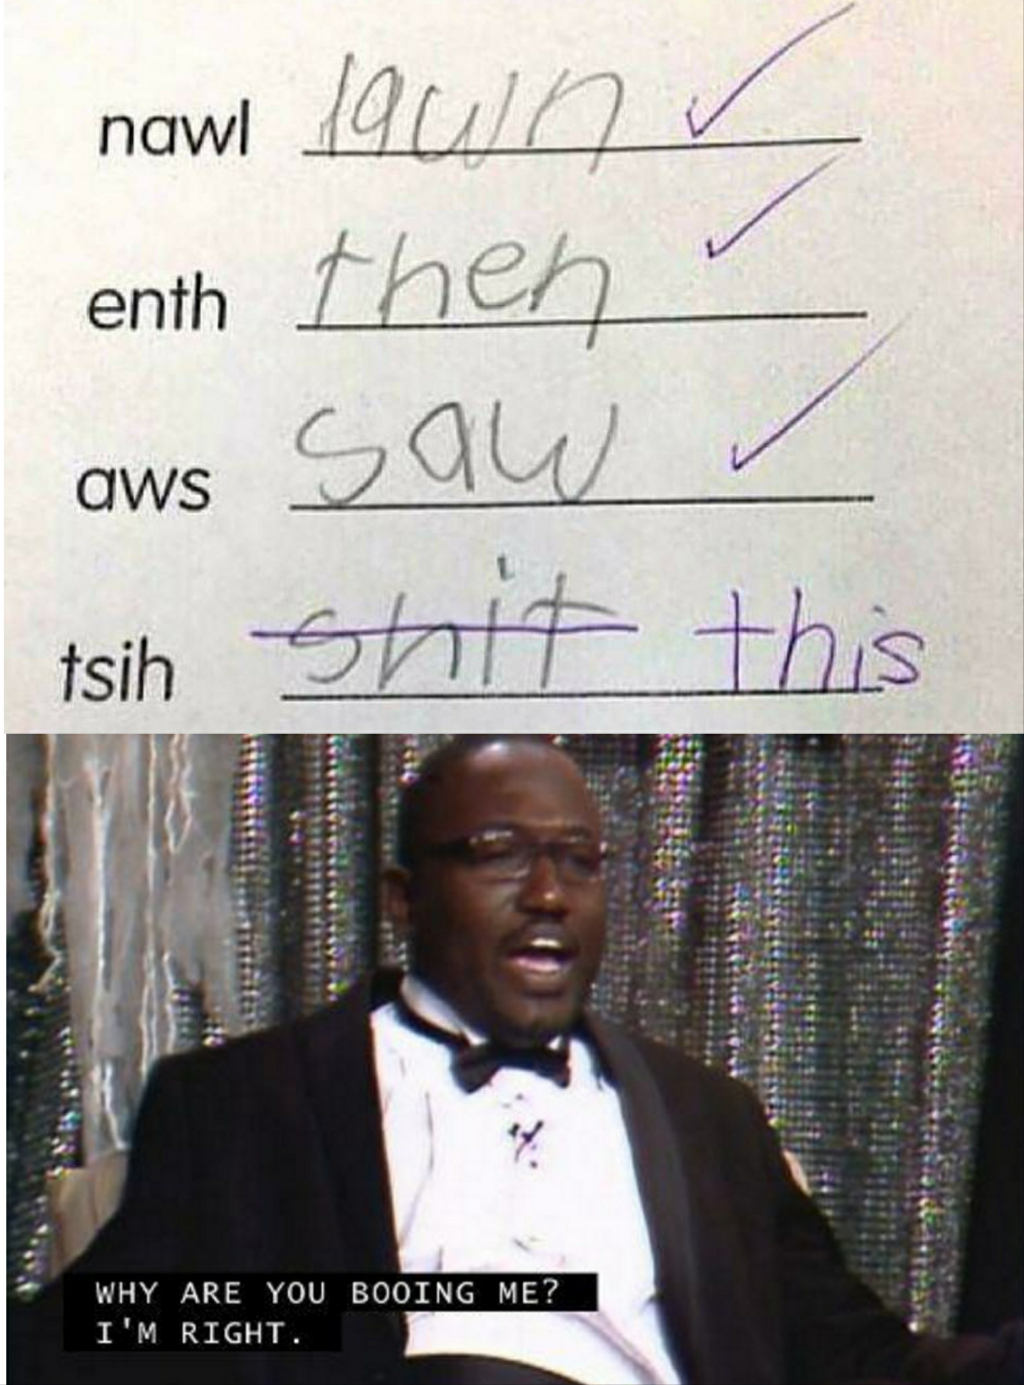 nawl lawn
enth then
aws saw
tsih shit this
WHY ARE YOU BOOING ME?
I'M RIGHT.